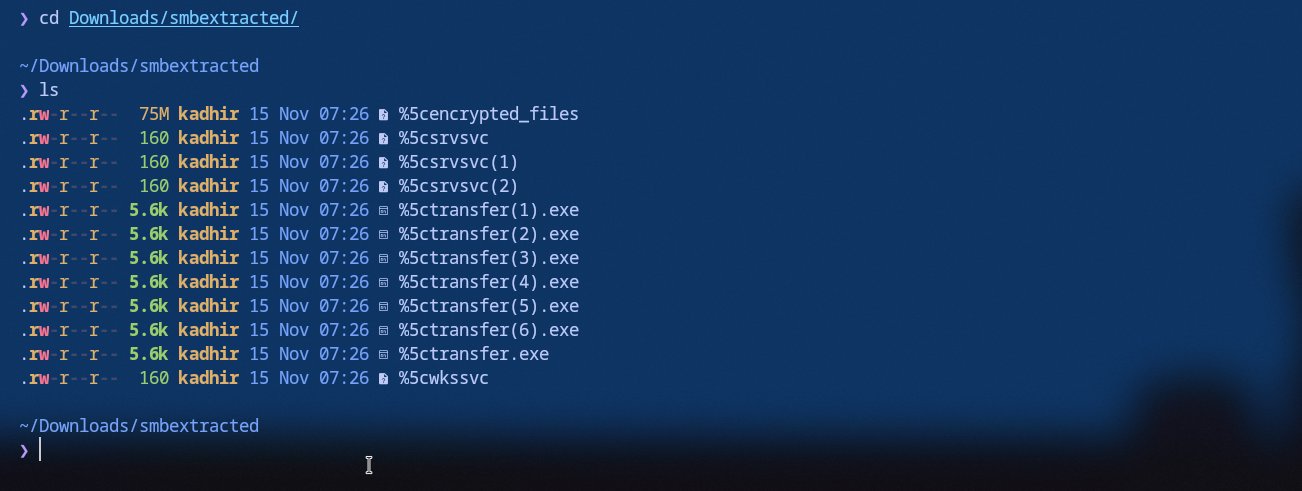 ❯ cd Downloads/smbextracted/
~/Downloads/smbextracted
❯ ls
.rw-r--r-- 75M kadhir 15 Nov 07:26 %5cencrypted_files
.rw-r--r-- 160 kadhir 15 Nov 07:26 %5csrvsvc
.rw-r--r-- 160 kadhir 15 Nov 07:26 %5csrvsvc(1)
.rw-r--r-- 160 kadhir 15 Nov 07:26 %5csrvsvc(2)
.rw-r--r-- 5.6k kadhir 15 Nov 07:26 %5ctransfer(1).exe
.rw-r--r-- 5.6k kadhir 15 Nov 07:26 %5ctransfer(2).exe
.rw-r--r-- 5.6k kadhir 15 Nov 07:26 %5ctransfer(3).exe
.rw-r--r-- 5.6k kadhir 15 Nov 07:26 %5ctransfer(4).exe
.rw-r--r-- 5.6k kadhir 15 Nov 07:26 %5ctransfer(5).exe
.rw-r--r-- 5.6k kadhir 15 Nov 07:26 %5ctransfer(6).exe
.rw-r--r-- 5.6k kadhir 15 Nov 07:26 %5ctransfer.exe
.rw-r--r-- 160 kadhir 15 Nov 07:26 %5cwkssvc
~/Downloads/smbextracted
❯